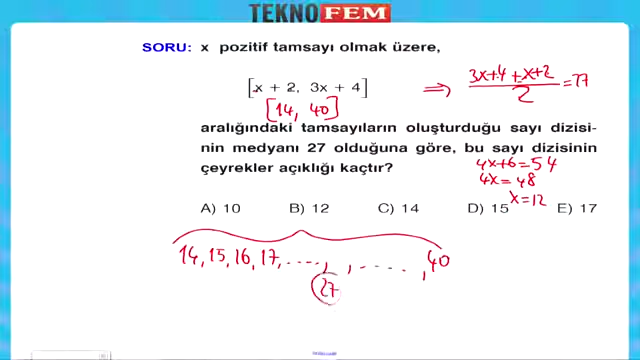 TEKNOFEM
SORU: x pozitif tamsayı olmak üzere,
[x + 2, 3x + 4] ⇒ (3x+4+x+2)/2 = 27
[14, 40]
aralığındaki tamsayıların oluşturduğu sayı dizisi-
nin medyanı 27 olduğuna göre, bu sayı dizisinin
çeyrekler açıklığı kaçtır?
4x+6=54
4x=48
x=12
A) 10 B) 12 C) 14 D) 15 E) 17
14, 15, 16, 17, ....., , ....., 40
27